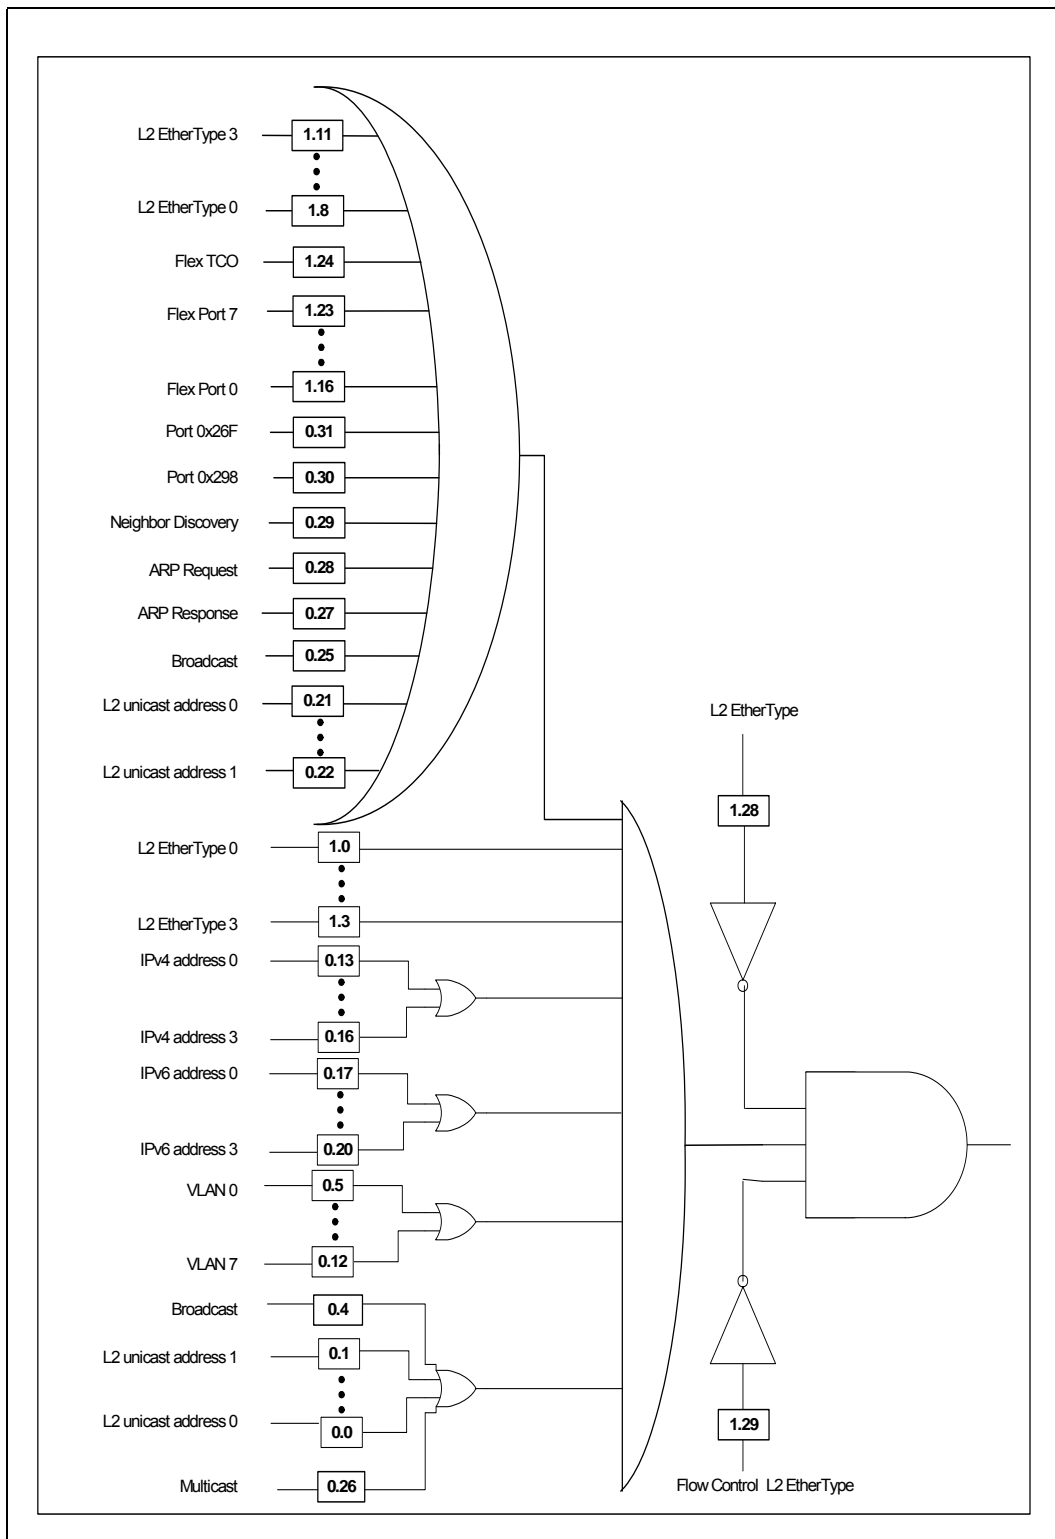 L2 EtherType 3
1.11
L2 EtherType 0
1.8
Flex TCO
1.24
Flex Port 7
1.23
Flex Port 0
1.16
Port 0x26F
0.31
Port 0x298
0.30
Neighbor Discovery
0.29
ARP Request
0.28
ARP Response
0.27
Broadcast
0.25
L2 unicast address 0
0.21
L2 unicast address 1
0.22
L2 EtherType 0
1.0
L2 EtherType 3
1.3
IPv4 address 0
0.13
IPv4 address 3
0.16
IPv6 address 0
0.17
IPv6 address 3
0.20
VLAN 0
0.5
VLAN 7
0.12
Broadcast
0.4
L2 unicast address 1
0.1
L2 unicast address 0
0.0
Multicast
0.26
L2 EtherType
1.28
1.29
Flow Control L2 EtherType